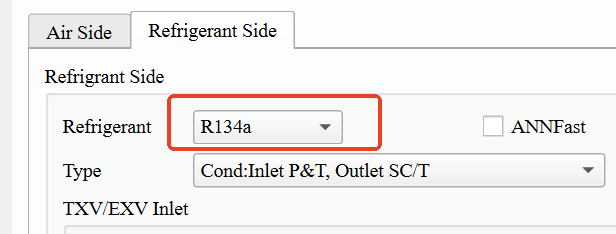 Air Side Refrigerant Side
Refrigrant Side
Refrigerant R134a ANNFast
Type Cond:Inlet P&T, Outlet SC/T
TXV/EXV Inlet